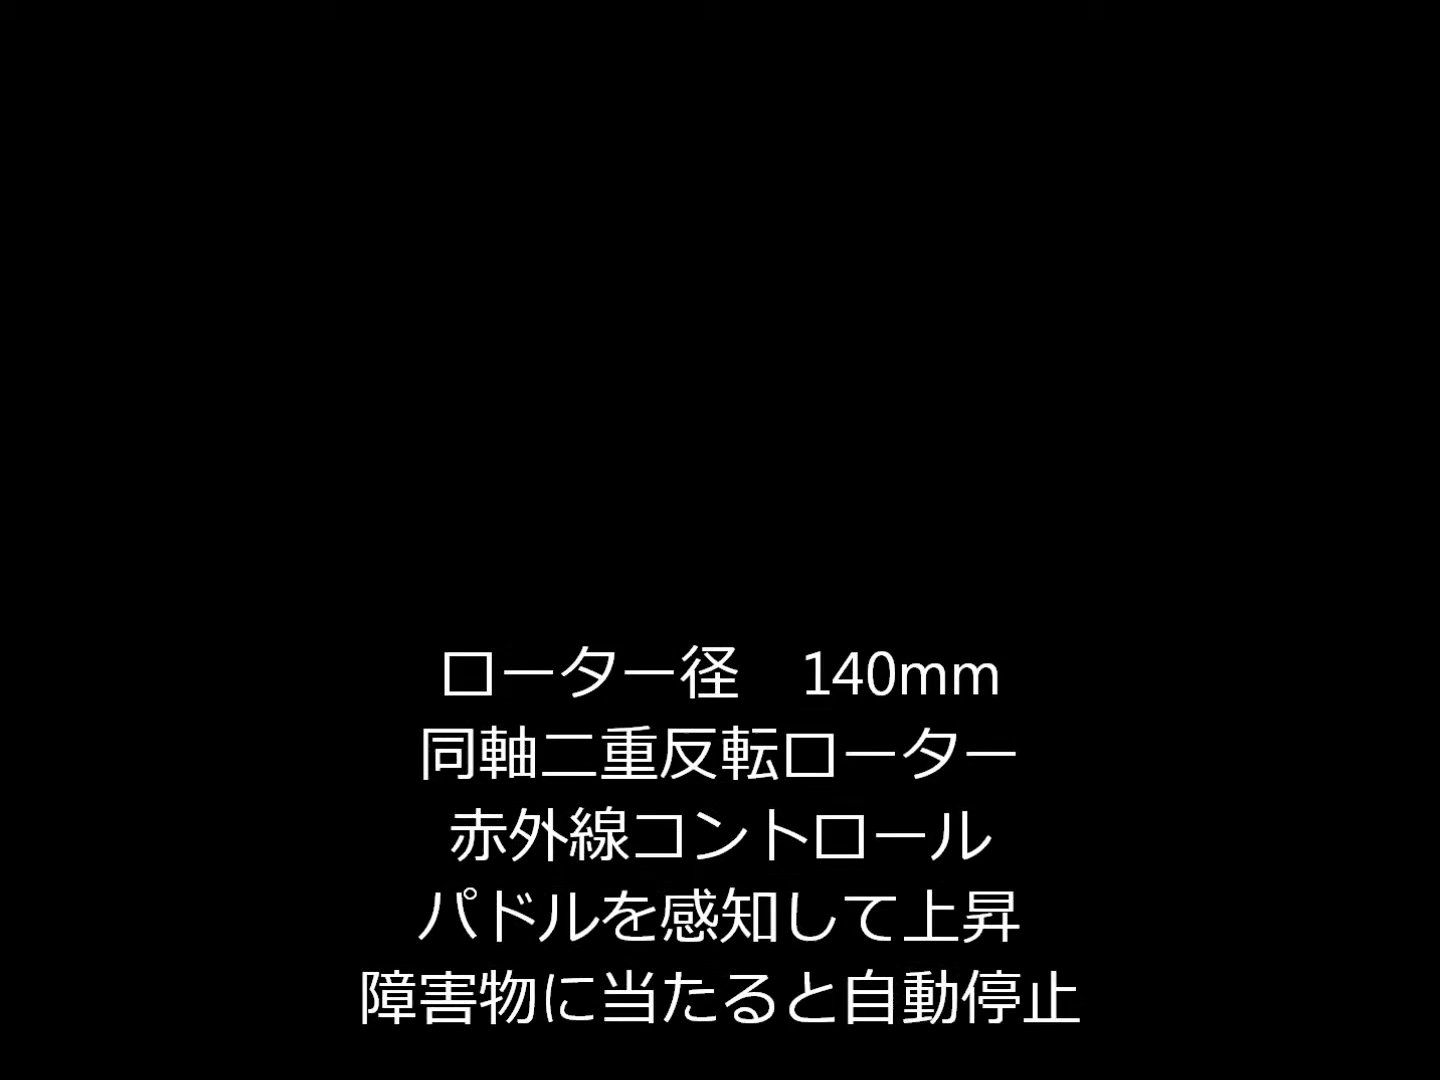 ローター径　140mm
同軸二重反転ローター
赤外線コントロール
パドルを感知して上昇
障害物に当たると自動停止